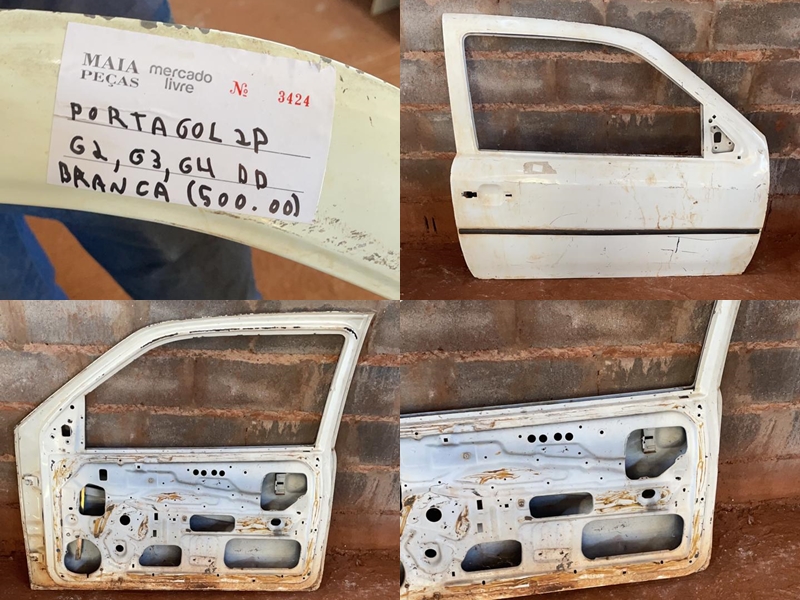 MAIA PEÇAS mercado livre Nº 3424
PORTA GOL 2P
G2, G3, G4 DD
BRANCA (500.00)